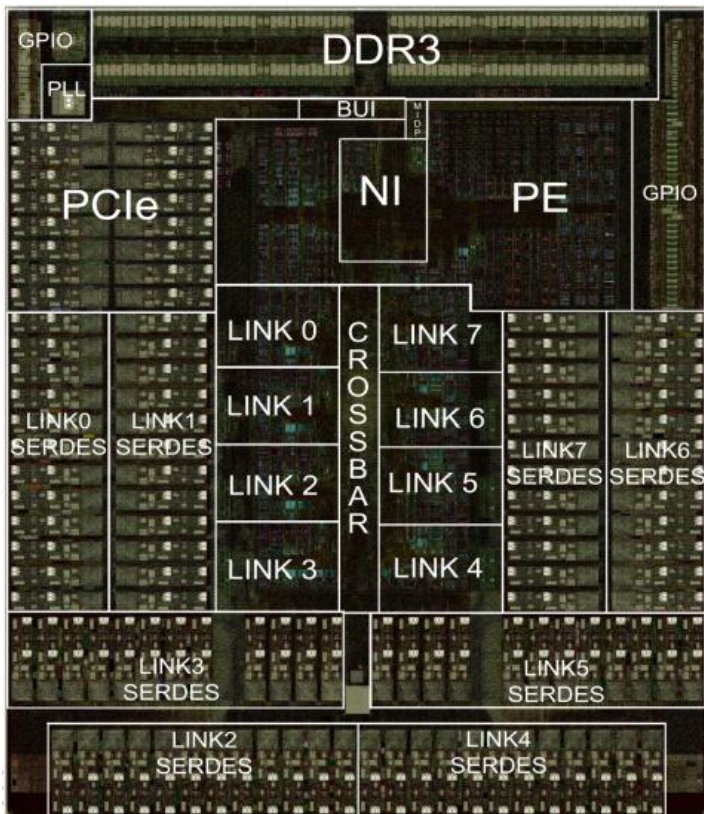 GPIO
DDR3
PLL
BUI
MIDP
PCIe
NI
PE
GPIO
LINK 0
CROSSBAR
LINK 7
LINK 1
LINK 6
LINK0
SERDES
LINK1
SERDES
LINK 2
LINK 5
LINK7
SERDES
LINK6
SERDES
LINK 3
LINK 4
LINK3
SERDES
LINK5
SERDES
LINK2
SERDES
LINK4
SERDES